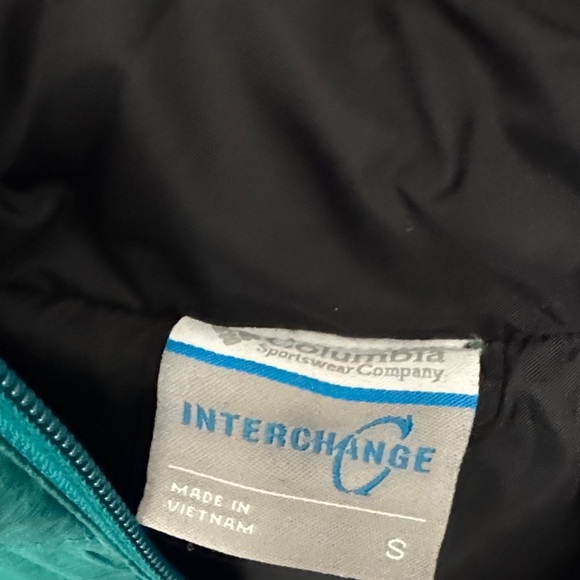 Columbia
Sportswear Company
INTERCHANGE
MADE IN
VIETNAM
S